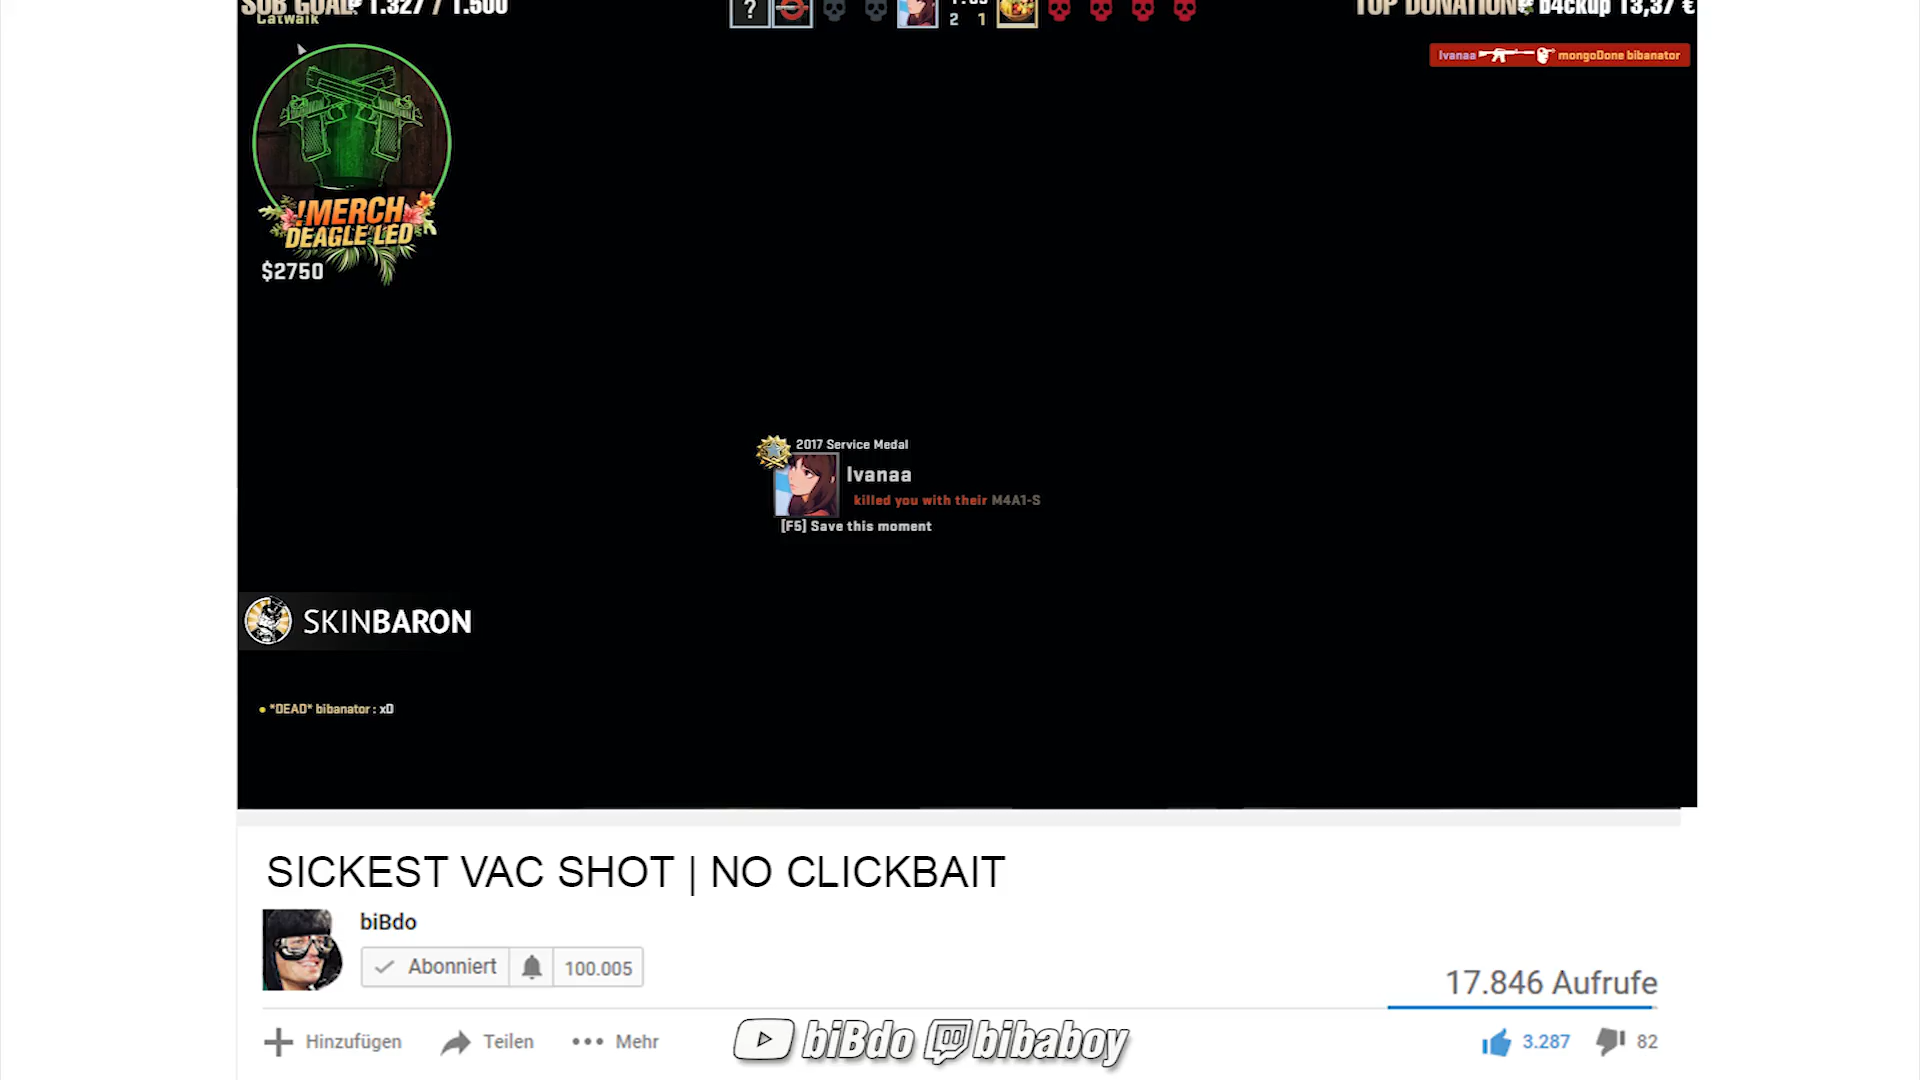 SUB GOAL: 1.327 / 1.500
Catwalk
?
2 1
TOP DONATION: b4ckup 13,37 €
Ivanaa mongoDone bibanator
!MERCH
DEAGLE LED
$2750
2017 Service Medal
Ivanaa
killed you with their M4A1-S
[F5] Save this moment
SKINBARON
*DEAD* bibanator : xD
SICKEST VAC SHOT | NO CLICKBAIT
biBdo
Abonniert 100.005
17.846 Aufrufe
Hinzufügen Teilen Mehr
biBdo bibaboy
3.287 82